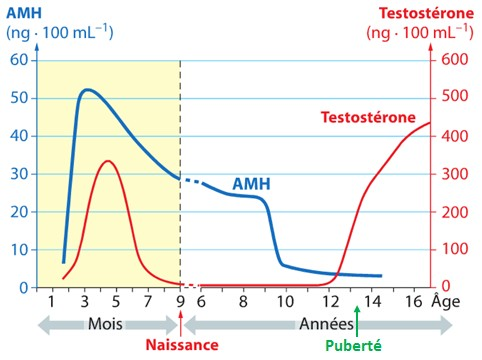 AMH
(ng · 100 mL⁻¹)
Testostérone
(ng · 100 mL⁻¹)
60
600
50
500
Testostérone
40
400
30
300
AMH
20
200
10
100
0
0
1 3 5 7 9 6 8 10 12 14 16 Âge
Mois
Années
Naissance
Puberté